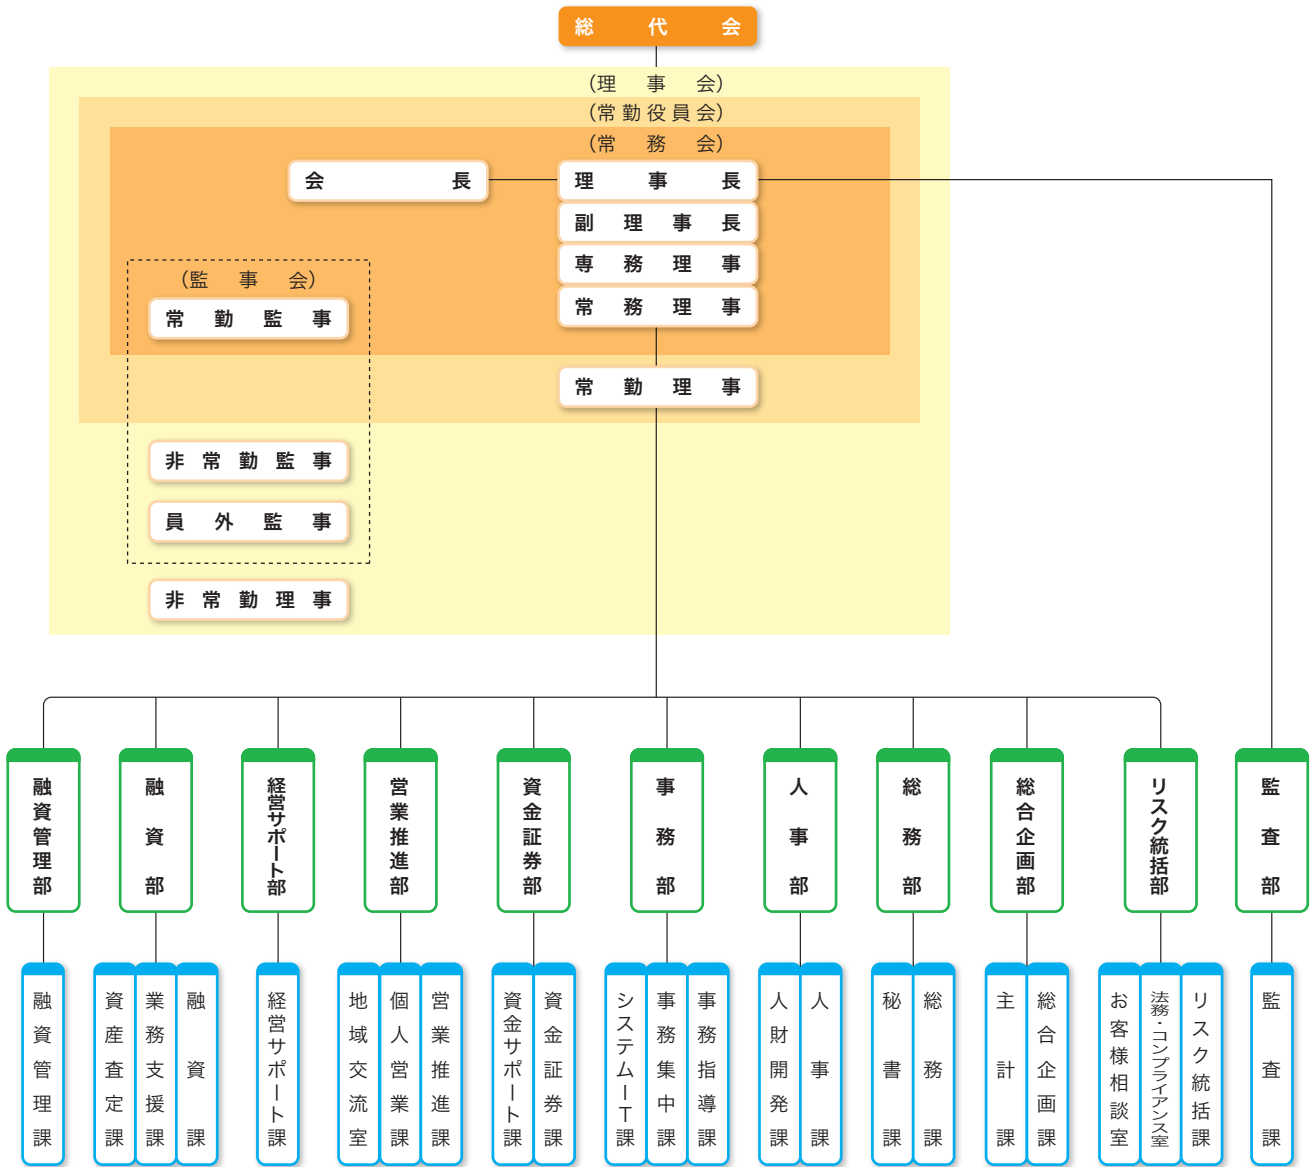 総代会
（理事会）
（常勤役員会）
（常務会）
会長
理事長
副理事長
専務理事
常務理事
（監事会）
常勤監事
常勤理事
非常勤監事
員外監事
非常勤理事
融資管理部
融資部
経営サポート部
営業推進部
資金証券部
事務部
人事部
総務部
総合企画部
リスク統括部
監査部
融資管理課
資産査定課
業務支援課
融資課
経営サポート課
地域交流室
個人営業課
営業推進課
資金サポート課
資金証券課
システムIT課
事務集中課
事務指導課
人財開発課
人事課
秘書課
総務課
主計課
総合企画課
お客様相談室
法務・コンプライアンス室
リスク統括課
監査課